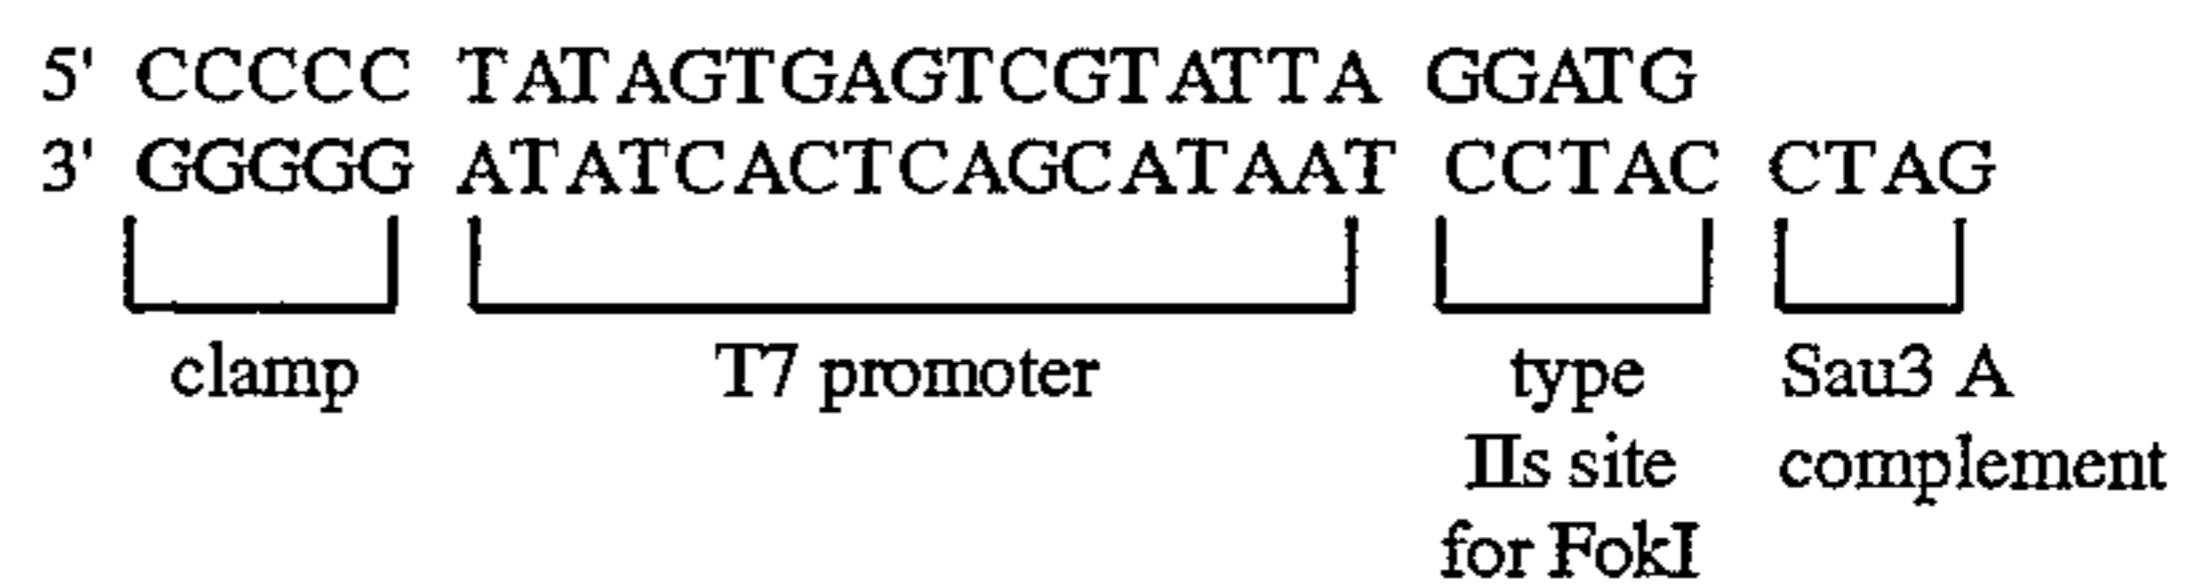 5' CCCCC TATAGTGAGTCGTATTA GGATG
3' GGGGG ATATCACTCAGCATAAT CCTAC CTAG
clamp T7 promoter type Sau3 A
IIs site complement
for FokI